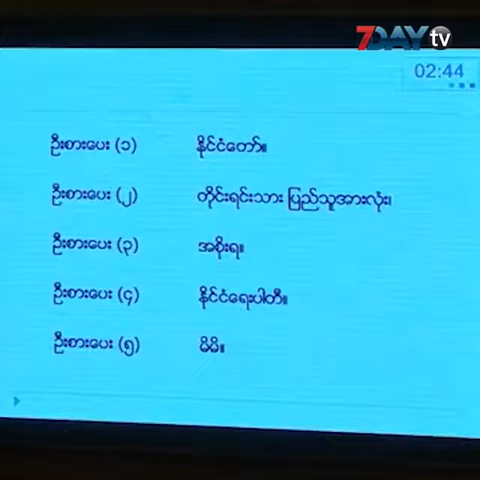 7DAY tv
02:44
ဦးစားပေး (၁) နိုင်ငံတော်။
ဦးစားပေး (၂) တိုင်းရင်းသား ပြည်သူအားလုံး၊
ဦးစားပေး (၃) အစိုးရ။
ဦးစားပေး (၄) နိုင်ငံရေးပါတီ။
ဦးစားပေး (၅) မိမိ။